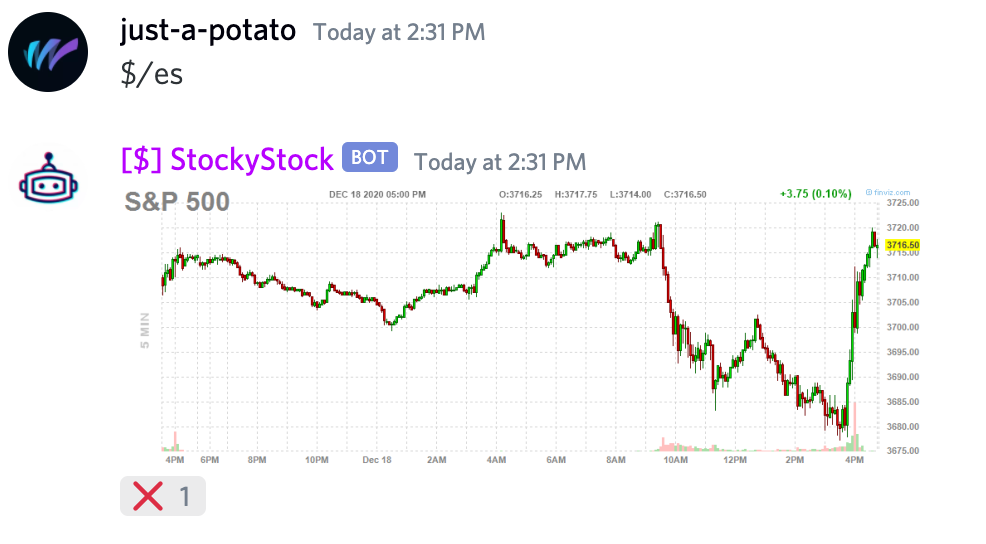 just-a-potato Today at 2:31 PM
$/es
[$] StockyStock BOT Today at 2:31 PM
S&P 500 DEC 18 2020 05:00 PM O:3716.25 H:3717.75 L:3714.00 C:3716.50 +3.75 (0.10%) © finviz.com
3725.00
3720.00
3716.50
3715.00
3710.00
3705.00
3700.00
3695.00
3690.00
3685.00
3680.00
3675.00
5 MIN
4PM 6PM 8PM 10PM Dec 18 2AM 4AM 6AM 8AM 10AM 12PM 2PM 4PM
1